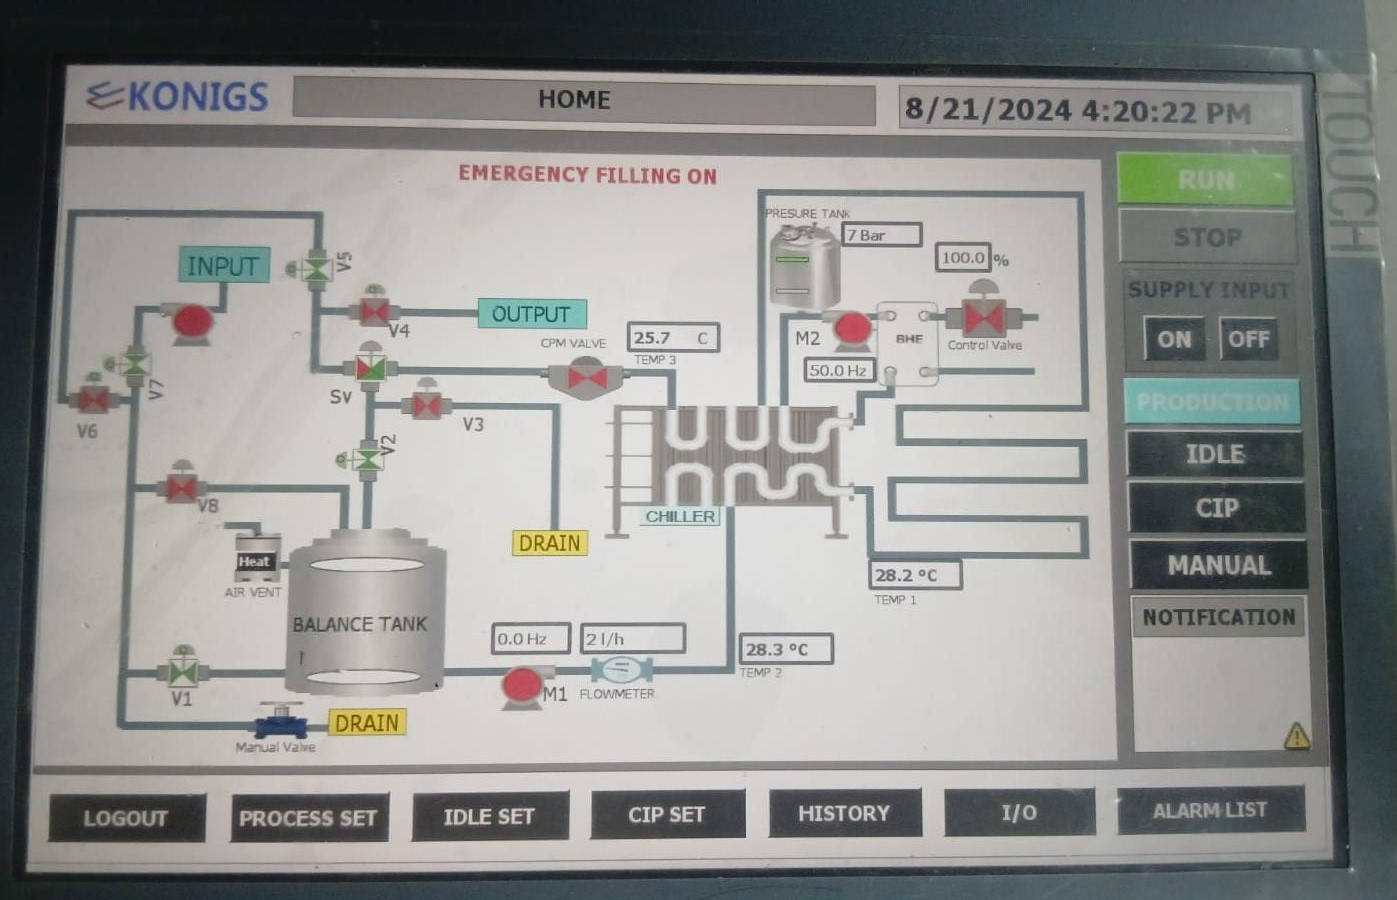 KONIGS
HOME
8/21/2024 4:20:22 PM
TOUCH
EMERGENCY FILLING ON
RUN
STOP
SUPPLY INPUT
ON
OFF
PRODUCTION
IDLE
CIP
MANUAL
NOTIFICATION
INPUT
V5
V4
OUTPUT
PRESURE TANK
7 Bar
100.0 %
CPM VALVE
25.7 C
TEMP 3
M2
BHE
Control Valve
50.0 Hz
V7
V6
SV
V3
V2
V8
CHILLER
DRAIN
Heat
AIR VENT
28.2 °C
TEMP 1
BALANCE TANK
0.0 Hz
2 l/h
28.3 °C
TEMP 2
V1
M1
FLOWMETER
DRAIN
Manual Valve
LOGOUT
PROCESS SET
IDLE SET
CIP SET
HISTORY
I/O
ALARM LIST